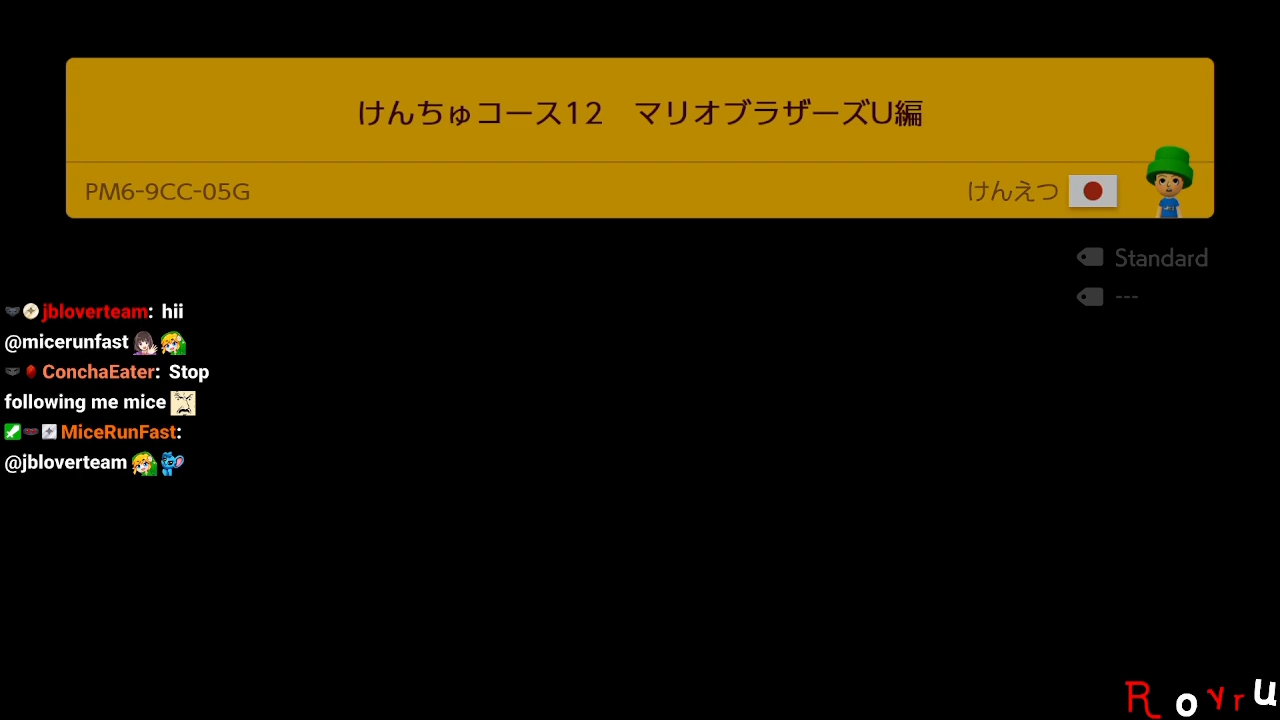 けんちゅコース12　マリオブラザーズU編
PM6-9CC-05G
けんえつ
Standard
---
jbloverteam: hii
@micerunfast
ConchaEater: Stop
following me mice
MiceRunFast:
@jbloverteam
Royru